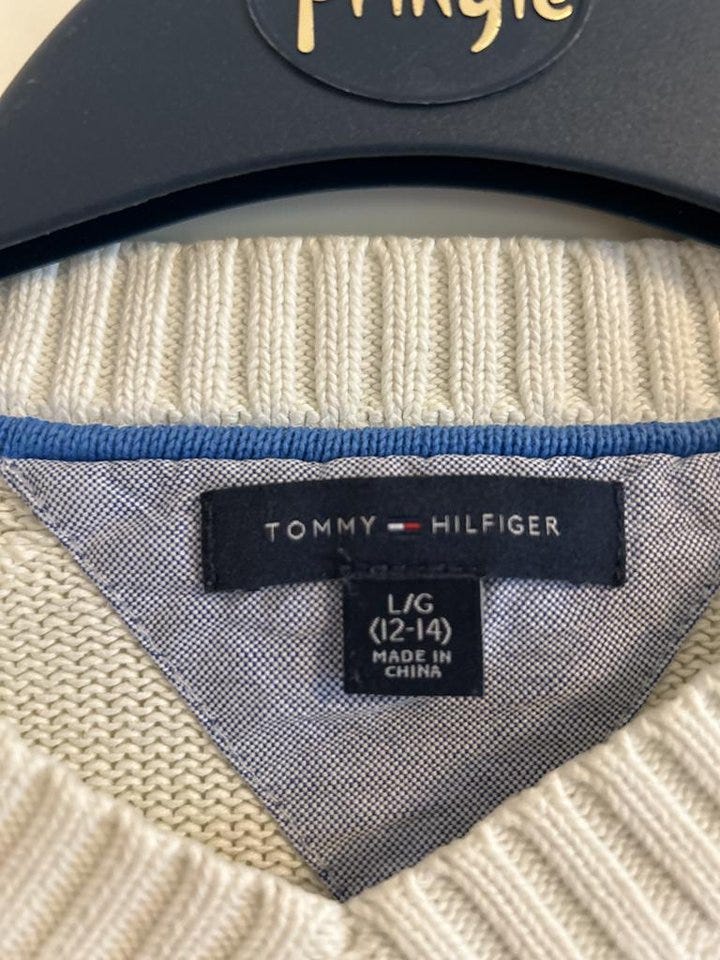 pringle
TOMMY HILFIGER
L/G
(12-14)
MADE IN
CHINA